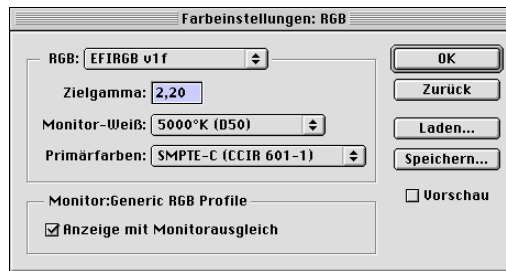 Farbeinstellungen: RGB
RGB: EFIRGB v1f
Zielgamma: 2,20
Monitor-Weiß: 5000°K (D50)
Primärfarben: SMPTE-C (CCIR 601-1)
Monitor:Generic RGB Profile
Anzeige mit Monitorausgleich
OK
Zurück
Laden...
Speichern...
Vorschau